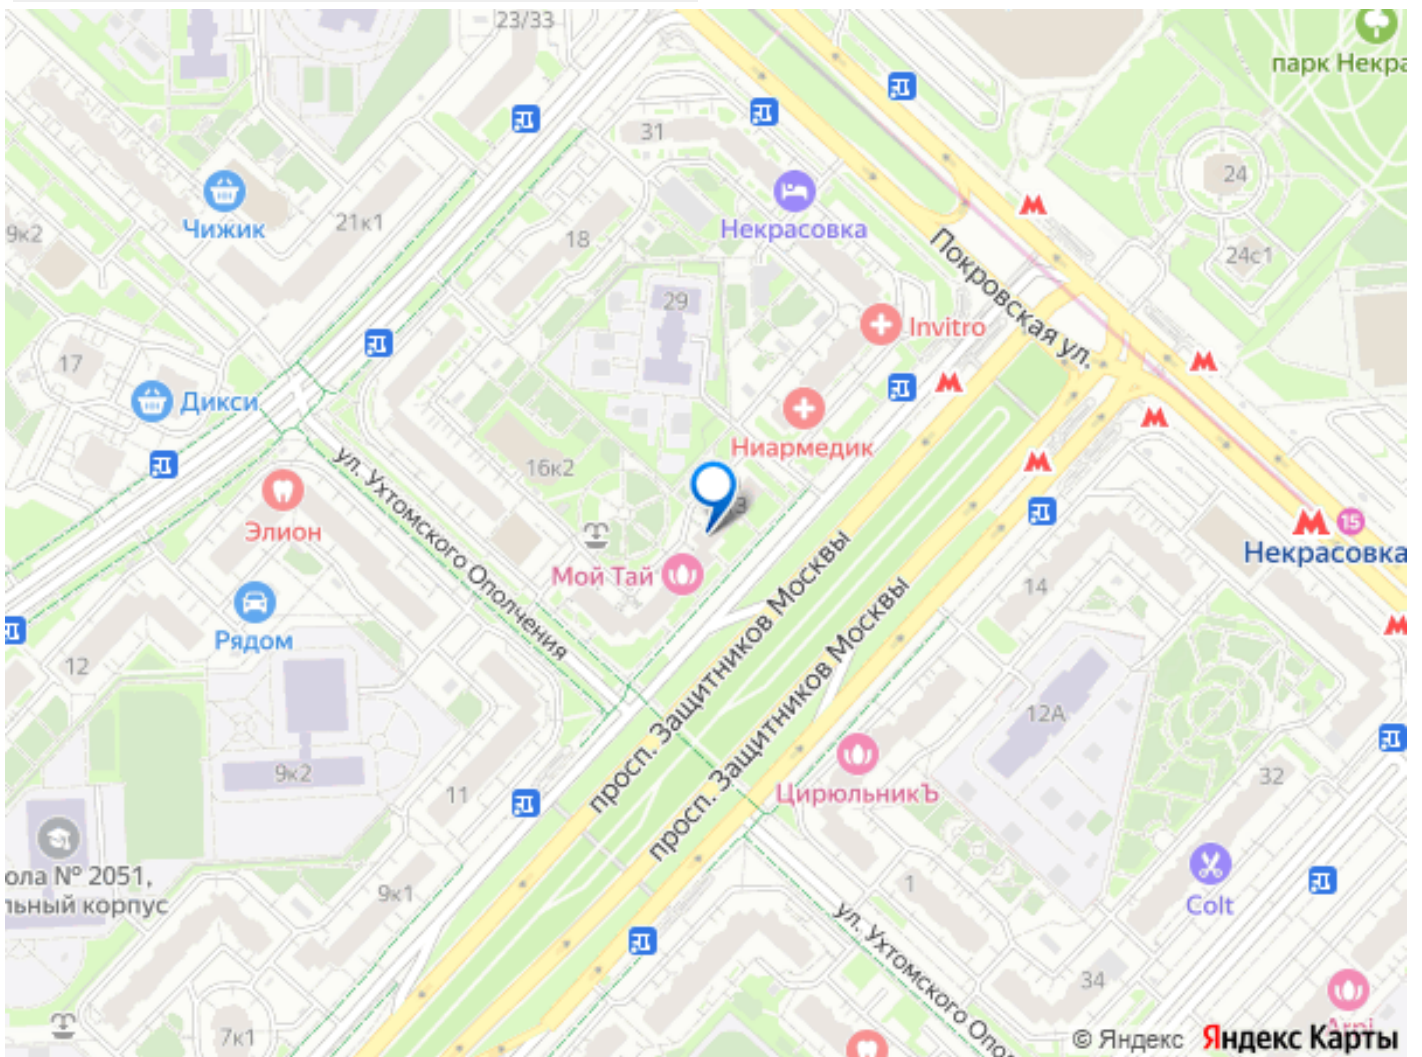 23/33
парк Некра
31
24
Чижик
21к1
9к2
18
Некрасовка
24с1
Покровская ул.
29
Invitro
17
Дикси
Ниармедик
16к2
ул. Ухтомского Ополчения
Элион
Мой Тай
15
Некрасовка
14
Рядом
12
просп. Защитников Москвы
просп. Защитников Москвы
12А
9к2
11
ЦирюльникЪ
32
ола № 2051,
льный корпус
9к1
1
Colt
ул. Ухтомского Опо
34
7к1
Arni
© Яндекс Яндекс Карты